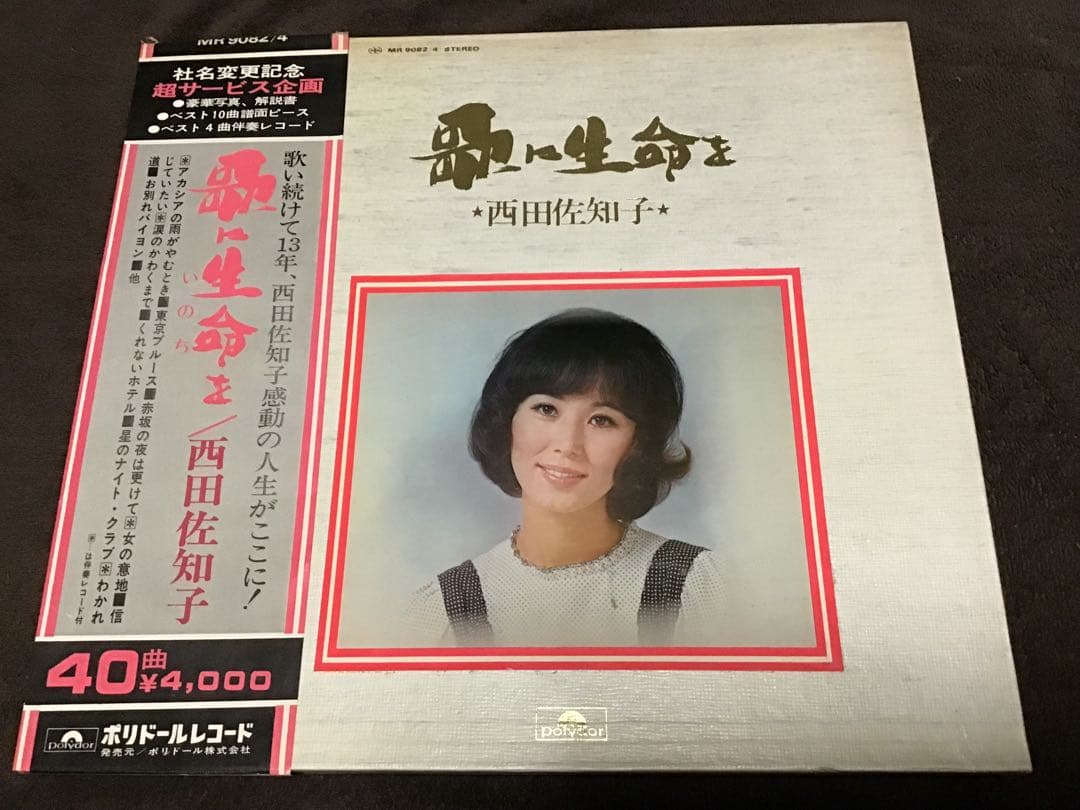 MR 9082/4
社名変更記念
超サービス企画
●豪華写真、解説書
●ベスト10曲譜面ピース
●ベスト4曲伴奏レコード
歌い続けて13年、西田佐知子感動の人生がここに!
歌に生命を/西田佐知子
いのち
✻アカシアの雨がやむとき■東京ブルース■赤坂の夜は更けて✻女の意地■信
じていたい✻涙のかわくまで■くれないホテル■星のナイト・クラブ✻わかれ
道■お別れバイヨン■他
✻…は伴奏レコード付
40曲
¥4,000
Polydor
ポリドールレコード
発売元/ポリドール株式会社
MR 9082/4 STEREO
歌に生命を
★西田佐知子★
Polydor